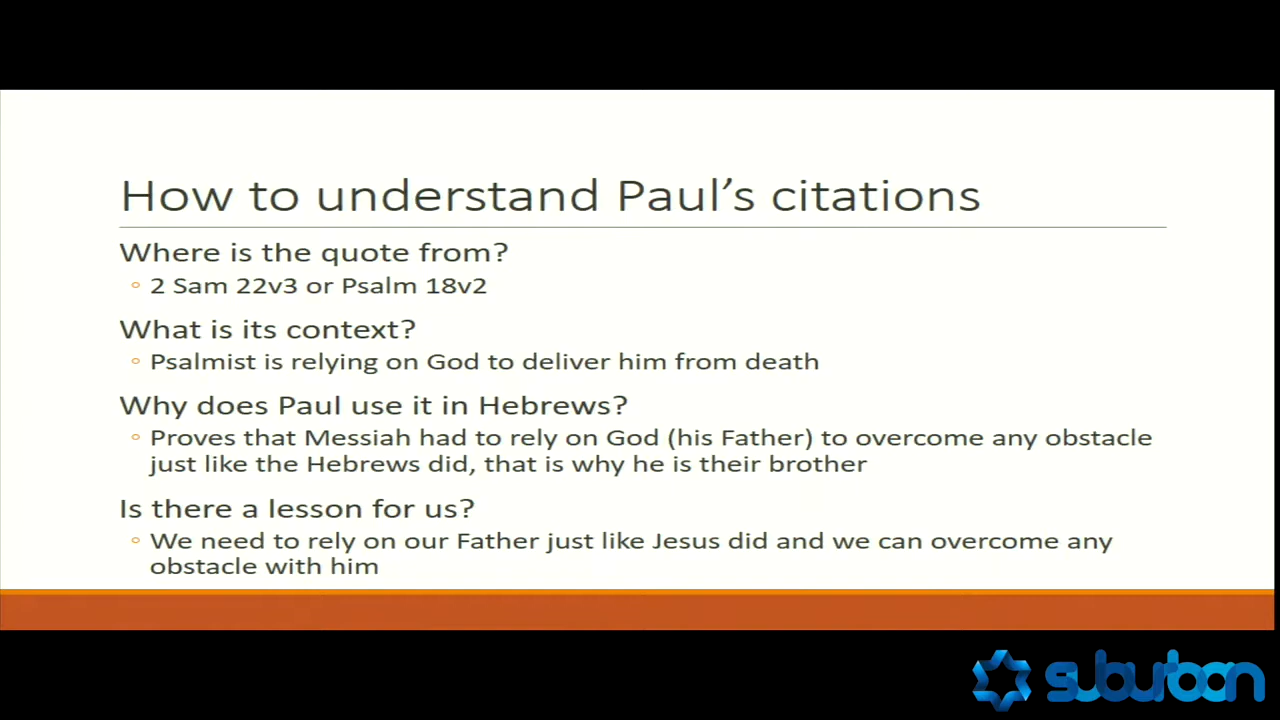 How to understand Paul’s citations
Where is the quote from?
◦ 2 Sam 22v3 or Psalm 18v2
What is its context?
◦ Psalmist is relying on God to deliver him from death
Why does Paul use it in Hebrews?
◦ Proves that Messiah had to rely on God (his Father) to overcome any obstacle
just like the Hebrews did, that is why he is their brother
Is there a lesson for us?
◦ We need to rely on our Father just like Jesus did and we can overcome any
obstacle with him
suburban